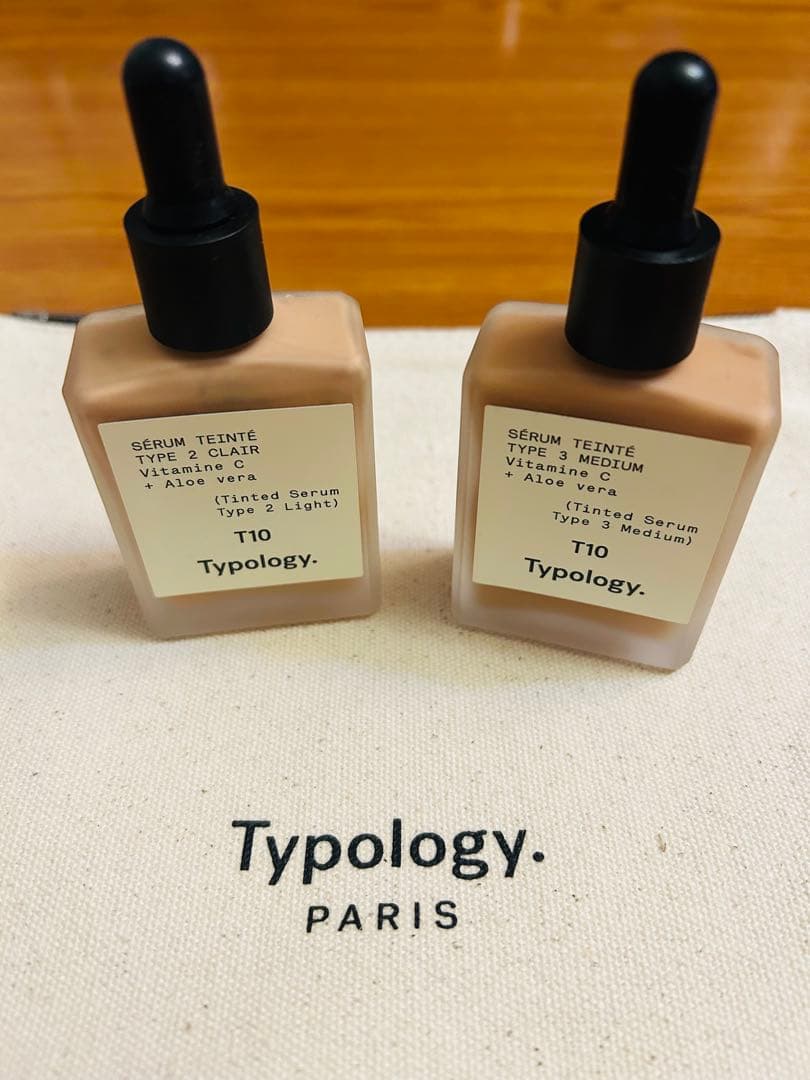 SÉRUM TEINTÉ
TYPE 2 CLAIR
Vitamine C
+ Aloe vera
(Tinted Serum
Type 2 Light)
T10
Typology.
SÉRUM TEINTÉ
TYPE 3 MEDIUM
Vitamine C
+ Aloe vera
(Tinted Serum
Type 3 Medium)
T10
Typology.
Typology.
PARIS